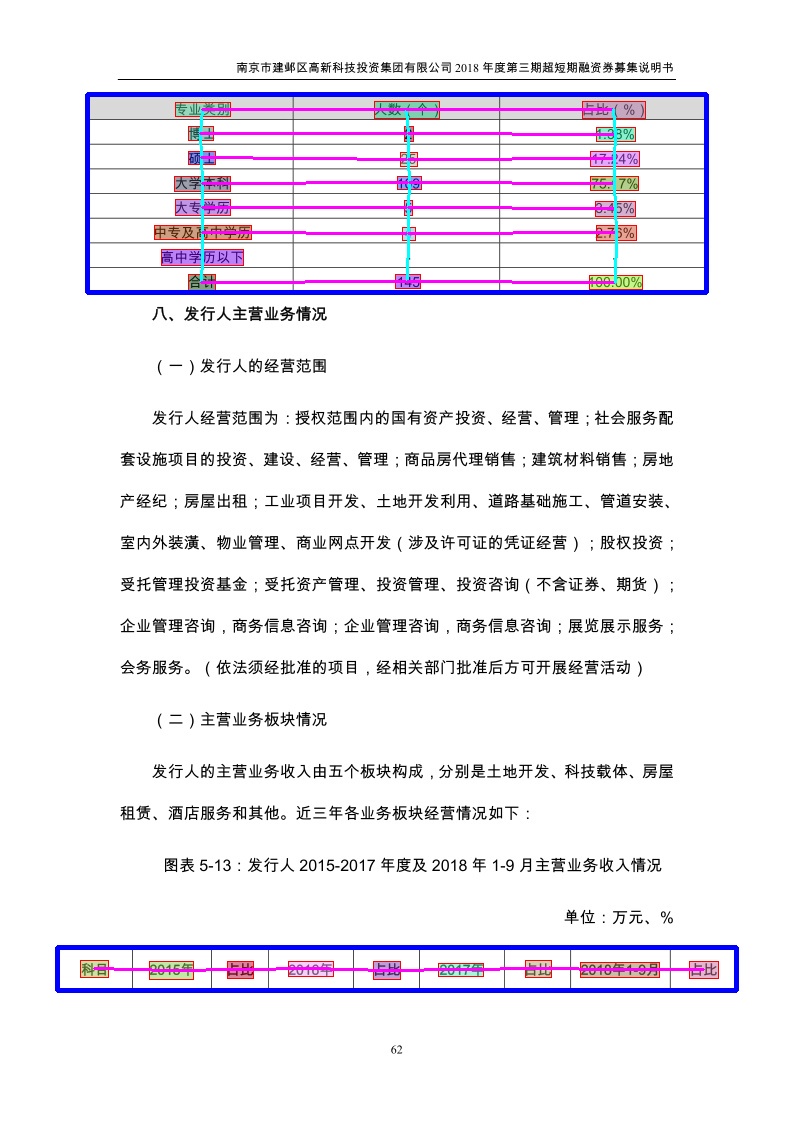 南京市建邺区高新科技投资集团有限公司 2018 年度第三期超短期融资券募集说明书
专业类别 人数（个） 占比（%）
博士 1.38%
硕士 25 17.24%
大学本科 109 75.17%
大专学历 3.45%
中专及高中学历 2.76%
高中学历以下 - -
合计 145 100.00%
八、发行人主营业务情况
（一）发行人的经营范围
发行人经营范围为：授权范围内的国有资产投资、经营、管理；社会服务配
套设施项目的投资、建设、经营、管理；商品房代理销售；建筑材料销售；房地
产经纪；房屋出租；工业项目开发、土地开发利用、道路基础施工、管道安装、
室内外装潢、物业管理、商业网点开发（涉及许可证的凭证经营）；股权投资；
受托管理投资基金；受托资产管理、投资管理、投资咨询（不含证券、期货）；
企业管理咨询，商务信息咨询；企业管理咨询，商务信息咨询；展览展示服务；
会务服务。（依法须经批准的项目，经相关部门批准后方可开展经营活动）
（二）主营业务板块情况
发行人的主营业务收入由五个板块构成，分别是土地开发、科技载体、房屋
租赁、酒店服务和其他。近三年各业务板块经营情况如下：
图表 5-13：发行人 2015-2017 年度及 2018 年 1-9 月主营业务收入情况
单位：万元、%
科目 2015年 占比 2016年 占比 2017年 占比 2018年1-9月 占比
62